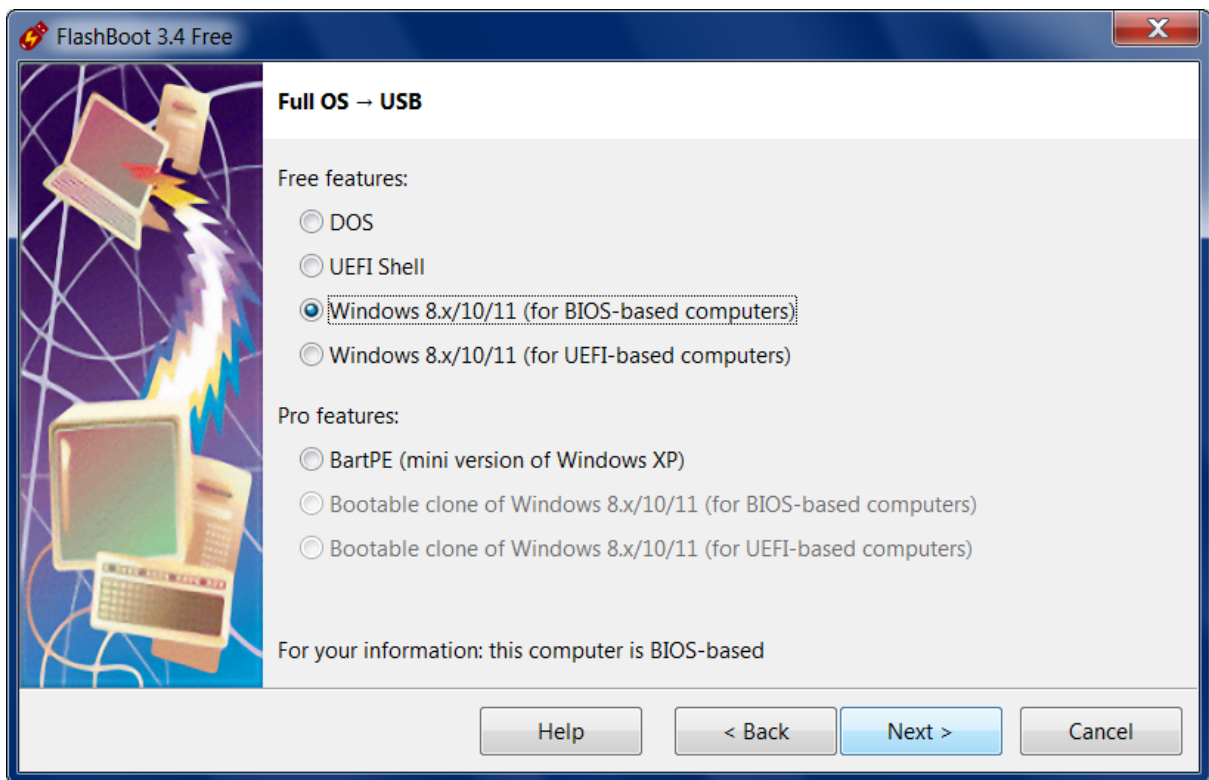 FlashBoot 3.4 Free
X
Full OS → USB
Free features:
DOS
UEFI Shell
Windows 8.x/10/11 (for BIOS-based computers)
Windows 8.x/10/11 (for UEFI-based computers)
Pro features:
BartPE (mini version of Windows XP)
Bootable clone of Windows 8.x/10/11 (for BIOS-based computers)
Bootable clone of Windows 8.x/10/11 (for UEFI-based computers)
For your information: this computer is BIOS-based
Help < Back Next > Cancel